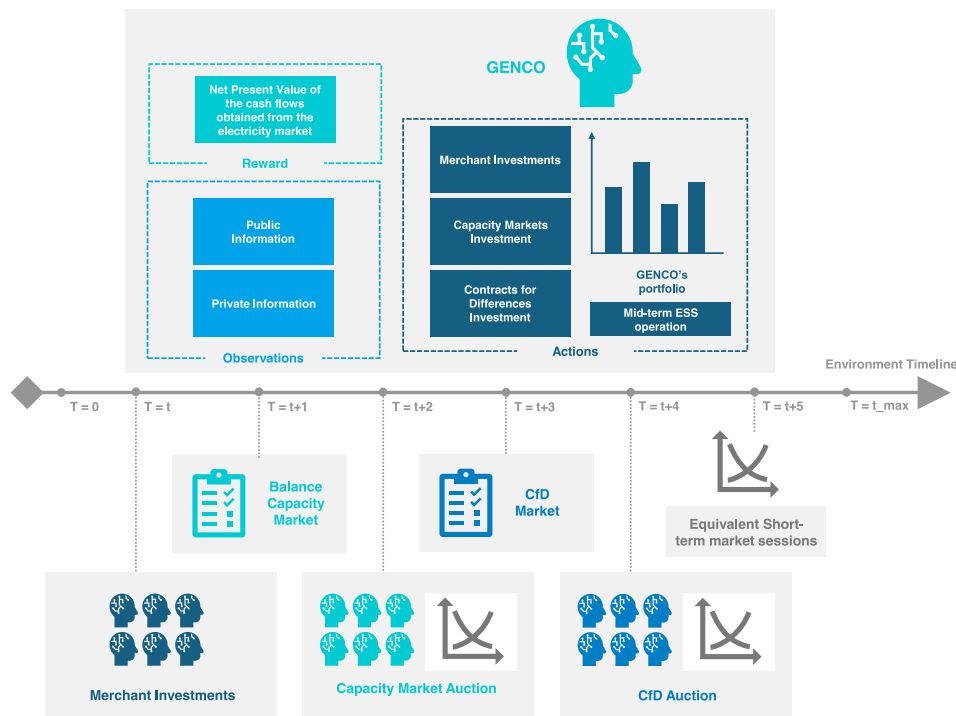 GENCO
Net Present Value of
the cash flows
obtained from the
electricity market
Reward
Public
Information
Private Information
Observations
Merchant Investments
Capacity Markets
Investment
Contracts for
Differences
Investment
GENCO's
portfolio
Mid-term ESS
operation
Actions
Environment Timeline
T = 0
T = t
T = t+1
T = t+2
T = t+3
T = t+4
T = t+5
T = t_max
Balance
Capacity
Market
CfD
Market
Equivalent Short-
term market sessions
Merchant Investments
Capacity Market Auction
CfD Auction